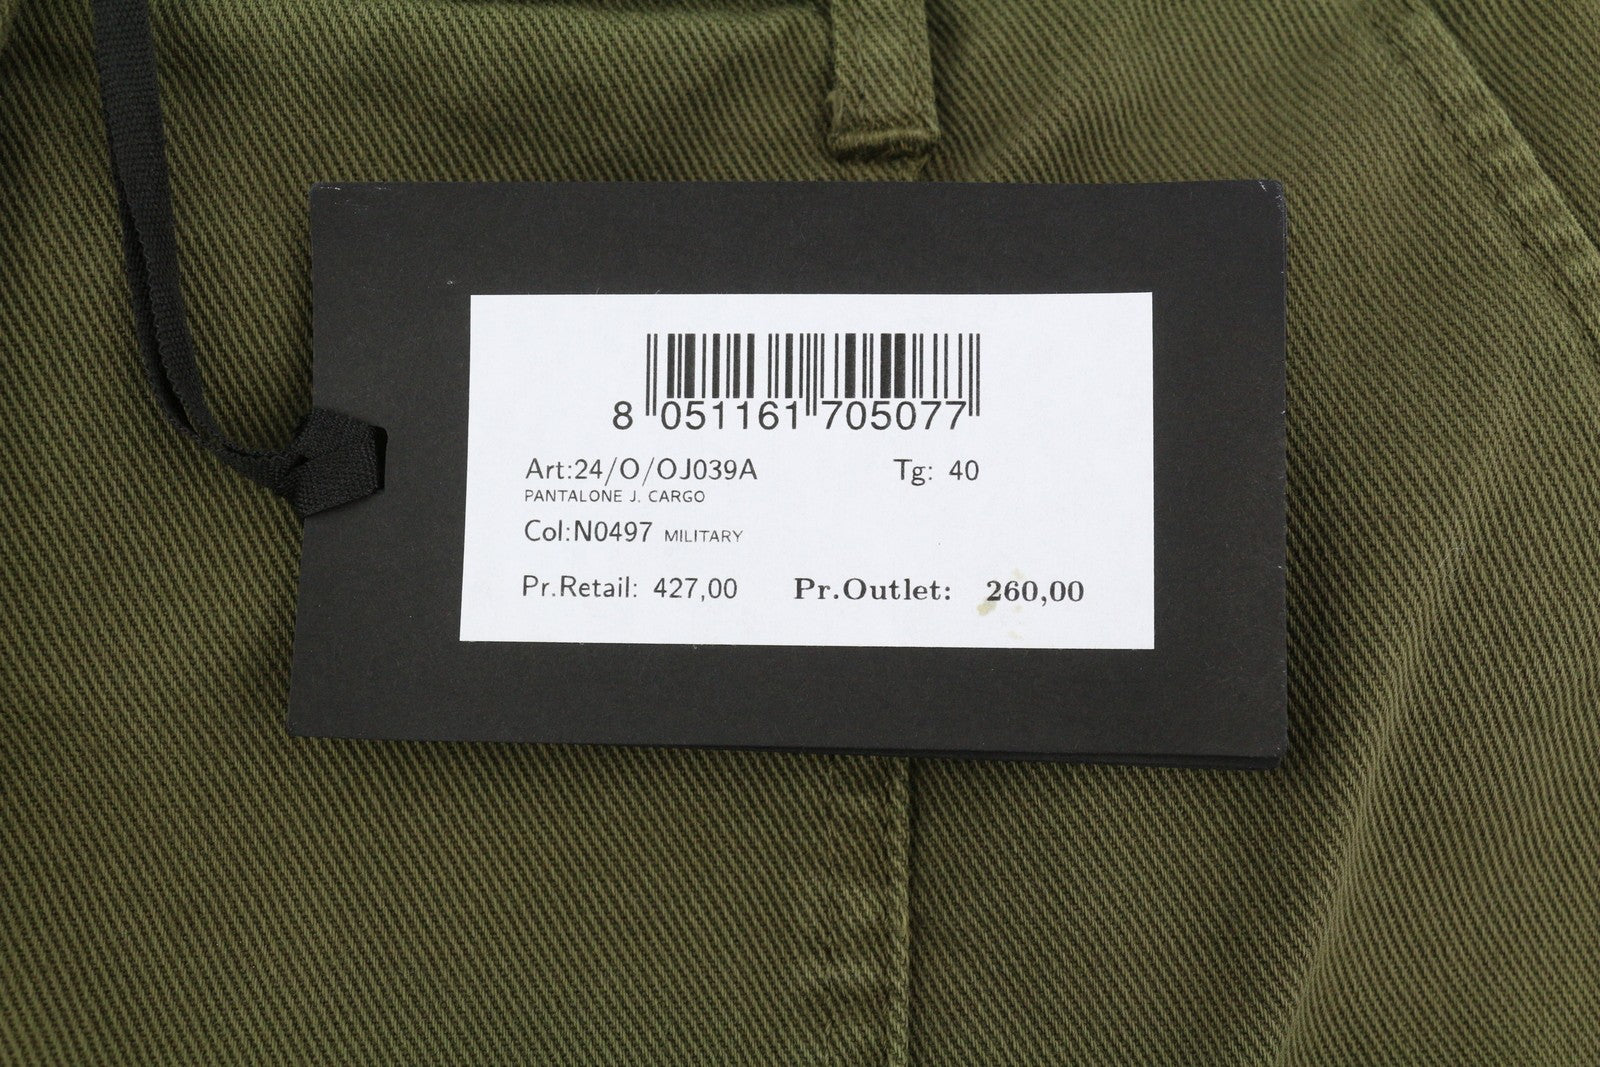 8 051161 705077
Art:24/O/OJ039A Tg: 40
PANTALONE J. CARGO
Col:N0497 MILITARY
Pr.Retail: 427,00 Pr.Outlet: 260,00